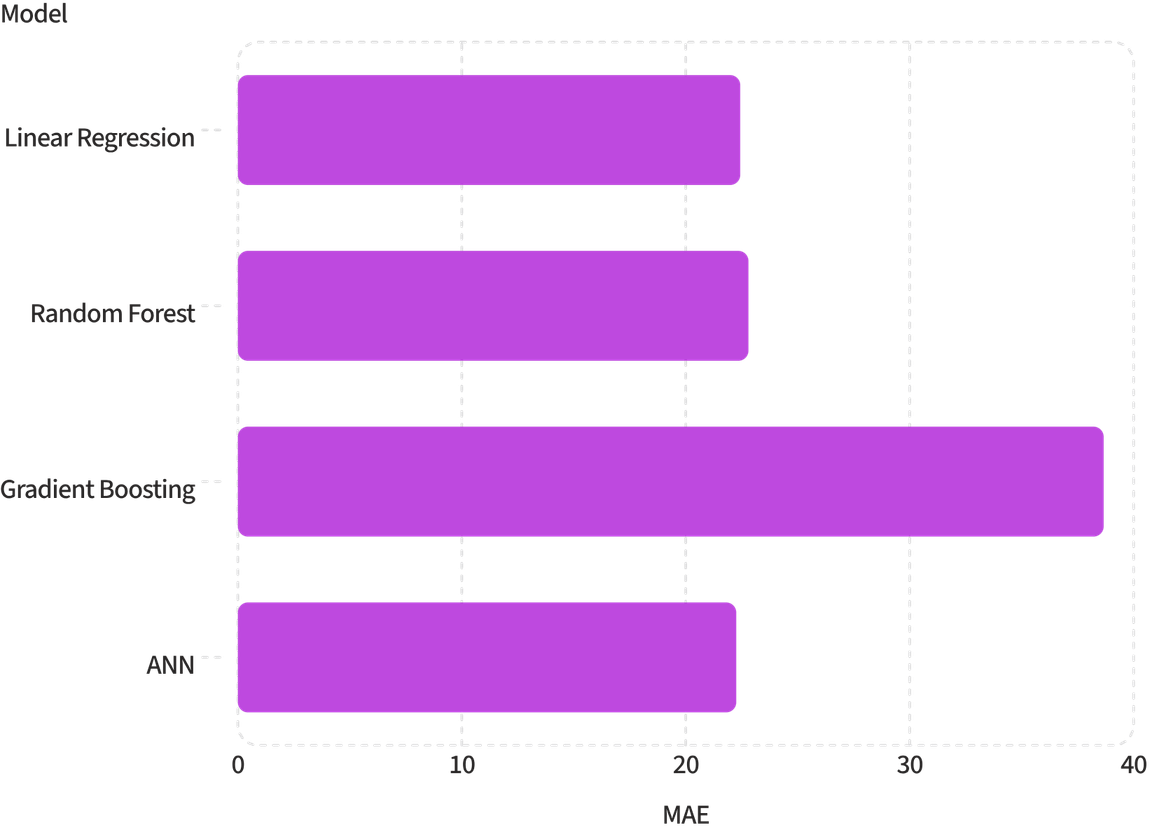 Model
Linear Regression
Random Forest
Gradient Boosting
ANN
0 10 20 30 40
MAE